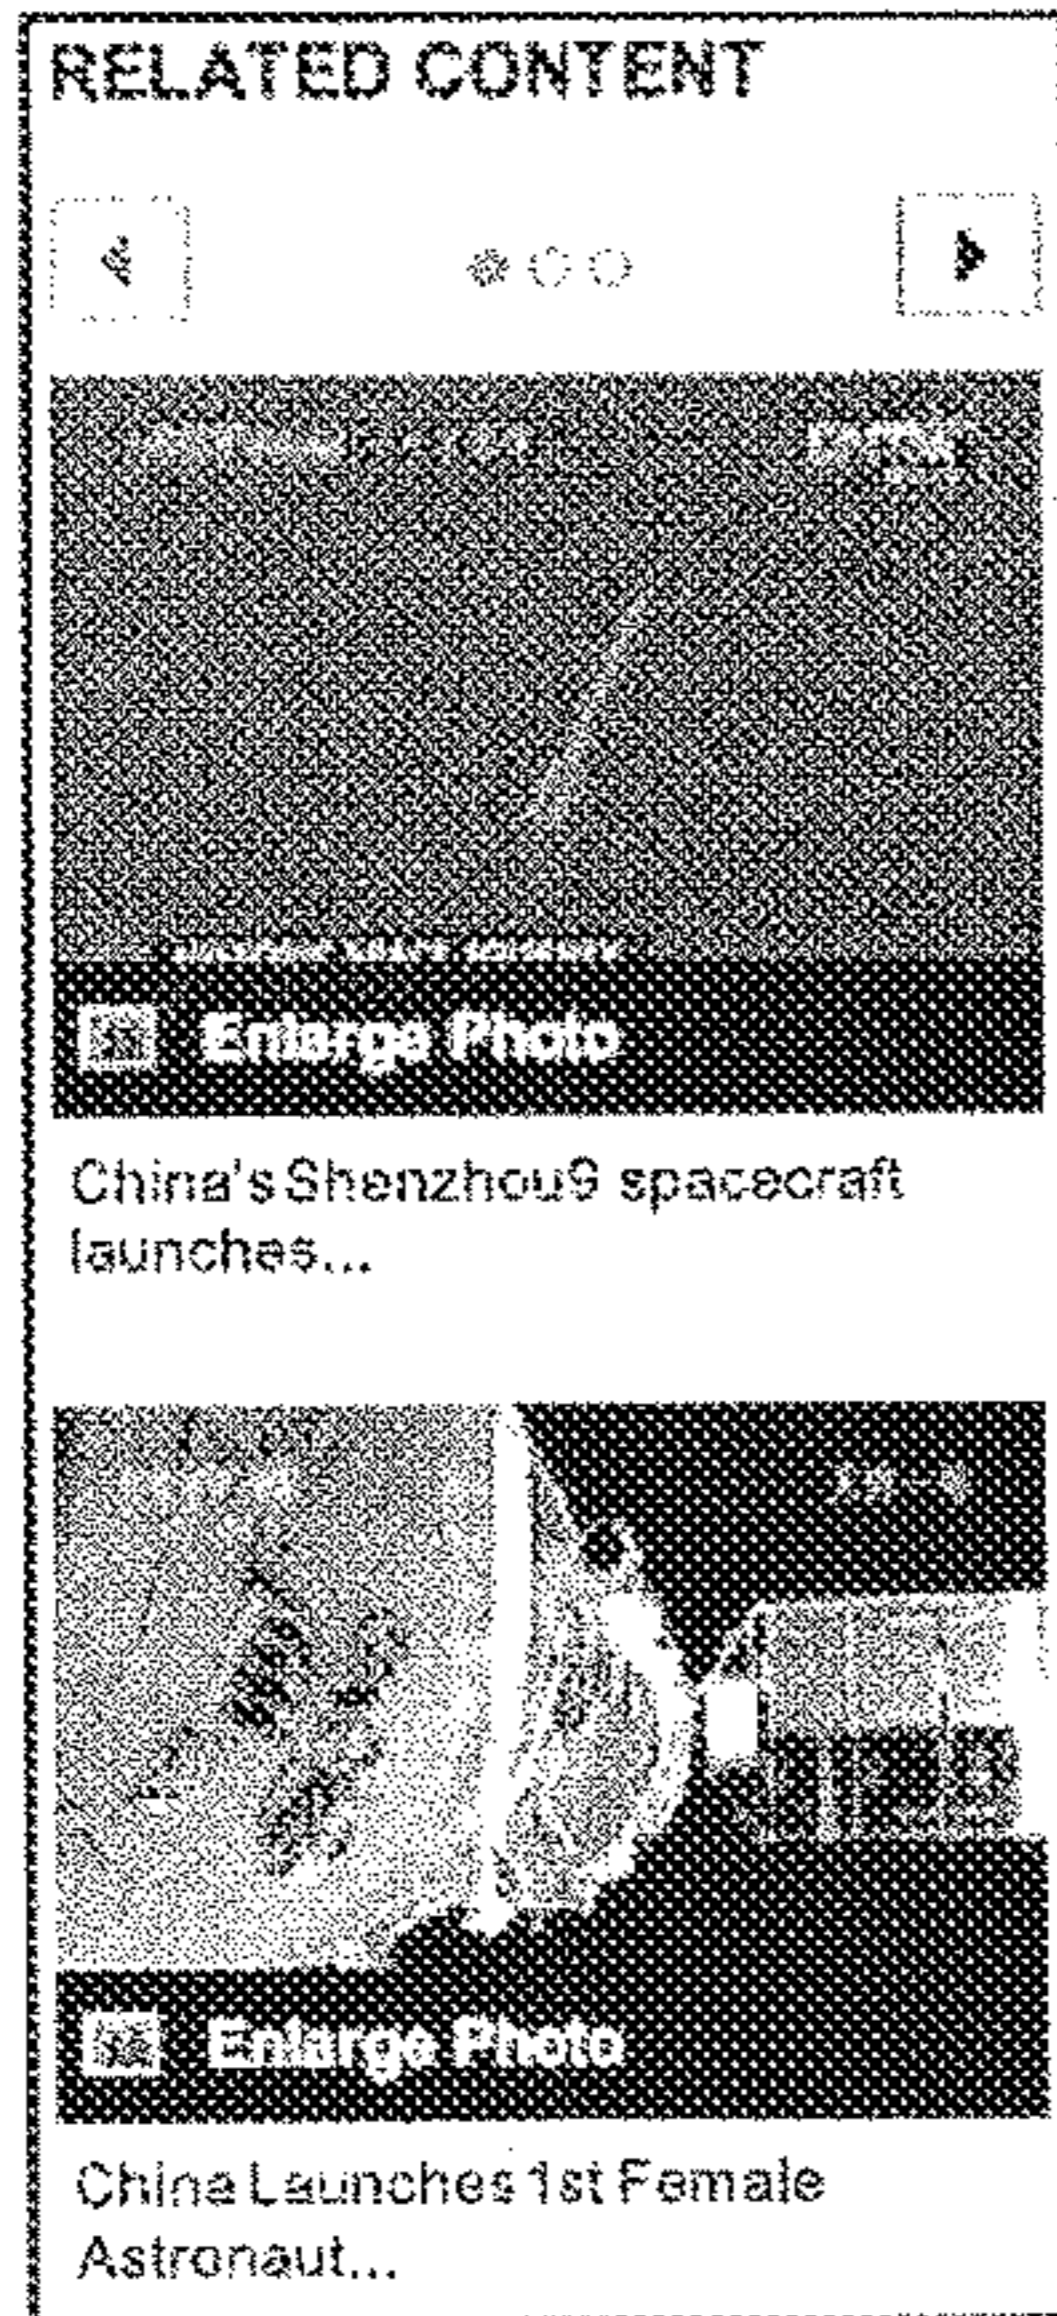 RELATED CONTENT
Enlarge Photo
China's Shenzhou9 spacecraft
launches...
Enlarge Photo
China Launches 1st Female
Astronaut...